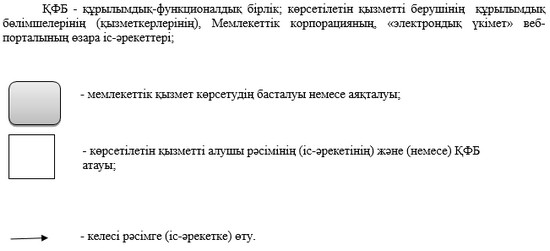 ҚФБ - құрылымдық-функционалдық бірлік; көрсетілетін қызметті берушінің құрылымдық
бөлімшелерінің (қызметкерлерінің), Мемлекеттік корпорацияның, «электрондық үкімет» веб-
порталының өзара іс-әрекеттері;
- мемлекеттік қызмет көрсетудің басталуы немесе аяқталуы;
- көрсетілетін қызметті алушы рәсімінің (іс-әрекетінің) және (немесе) ҚФБ
атауы;
- келесі рәсімге (іс-әрекетке) өту.